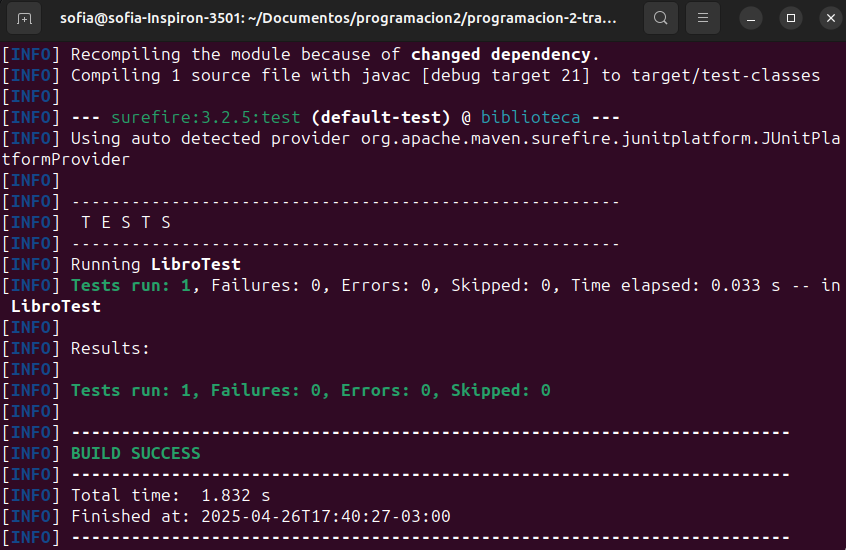 sofia@sofia-Inspiron-3501: ~/Documentos/programacion2/programacion-2-tra...
[INFO] Recompiling the module because of changed dependency.
[INFO] Compiling 1 source file with javac [debug target 21] to target/test-classes
[INFO]
[INFO] --- surefire:3.2.5:test (default-test) @ biblioteca ---
[INFO] Using auto detected provider org.apache.maven.surefire.junitplatform.JUnitPla
tformProvider
[INFO]
[INFO] -------------------------------------------------------
[INFO]  T E S T S
[INFO] -------------------------------------------------------
[INFO] Running LibroTest
[INFO] Tests run: 1, Failures: 0, Errors: 0, Skipped: 0, Time elapsed: 0.033 s -- in
 LibroTest
[INFO]
[INFO] Results:
[INFO]
[INFO] Tests run: 1, Failures: 0, Errors: 0, Skipped: 0
[INFO]
[INFO] ------------------------------------------------------------------------
[INFO] BUILD SUCCESS
[INFO] ------------------------------------------------------------------------
[INFO] Total time:  1.832 s
[INFO] Finished at: 2025-04-26T17:40:27-03:00
[INFO] ------------------------------------------------------------------------